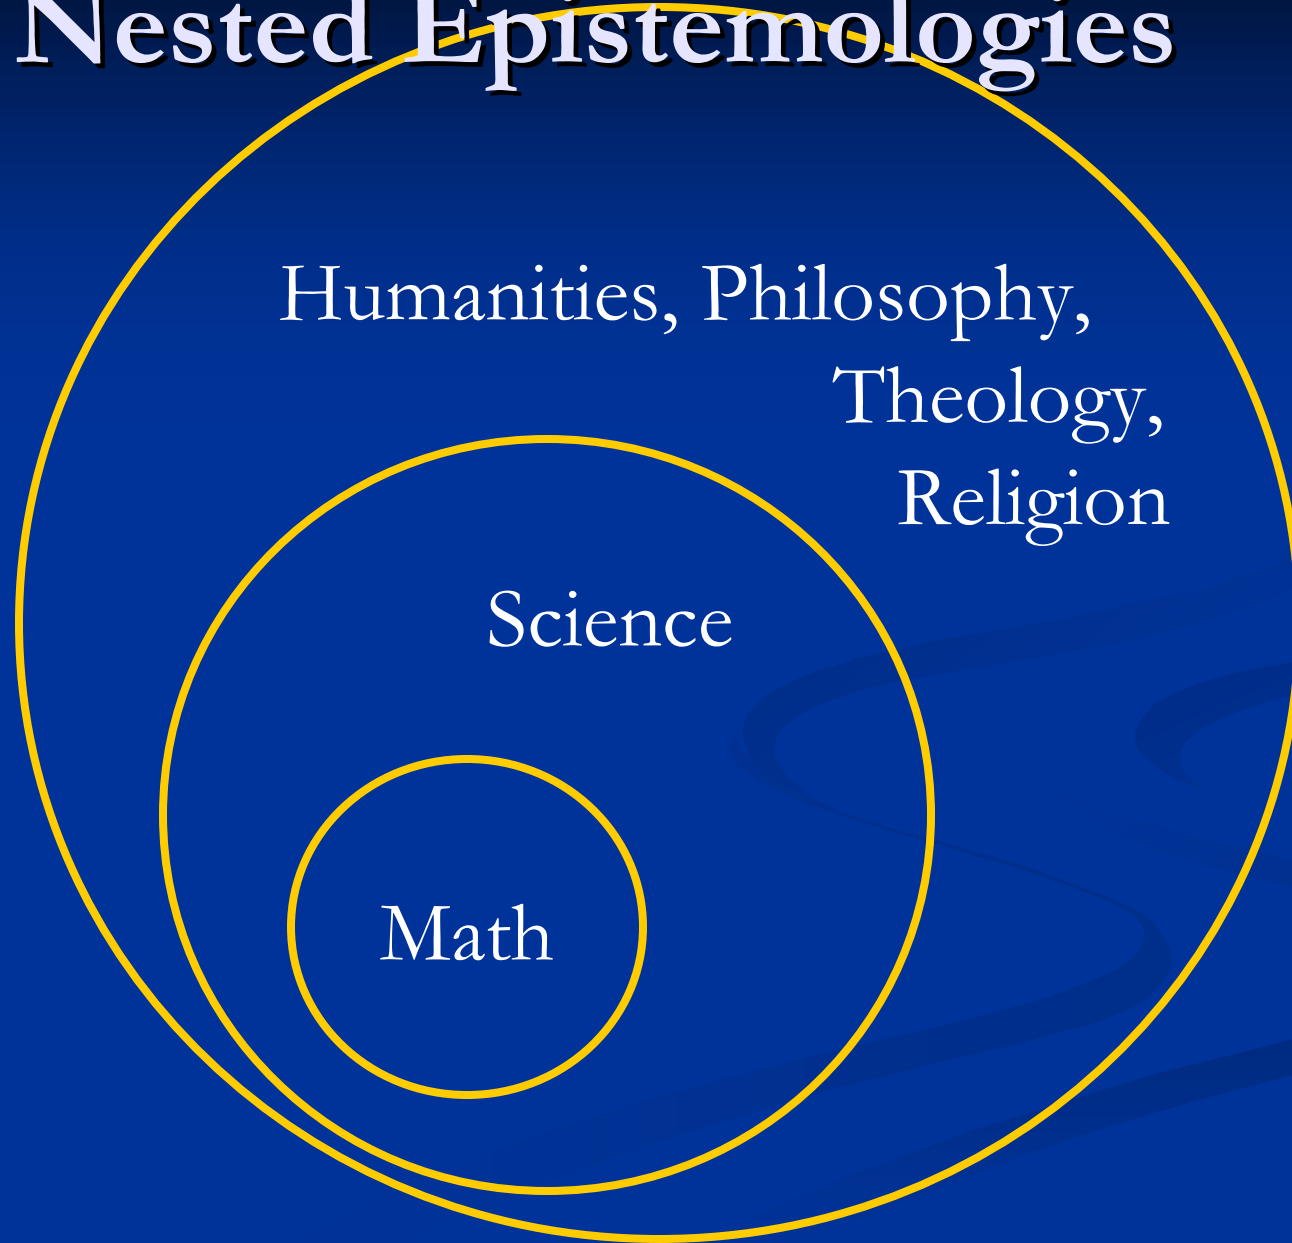 Nested Epistemologies
Humanities, Philosophy,
Theology,
Religion
Science
Math